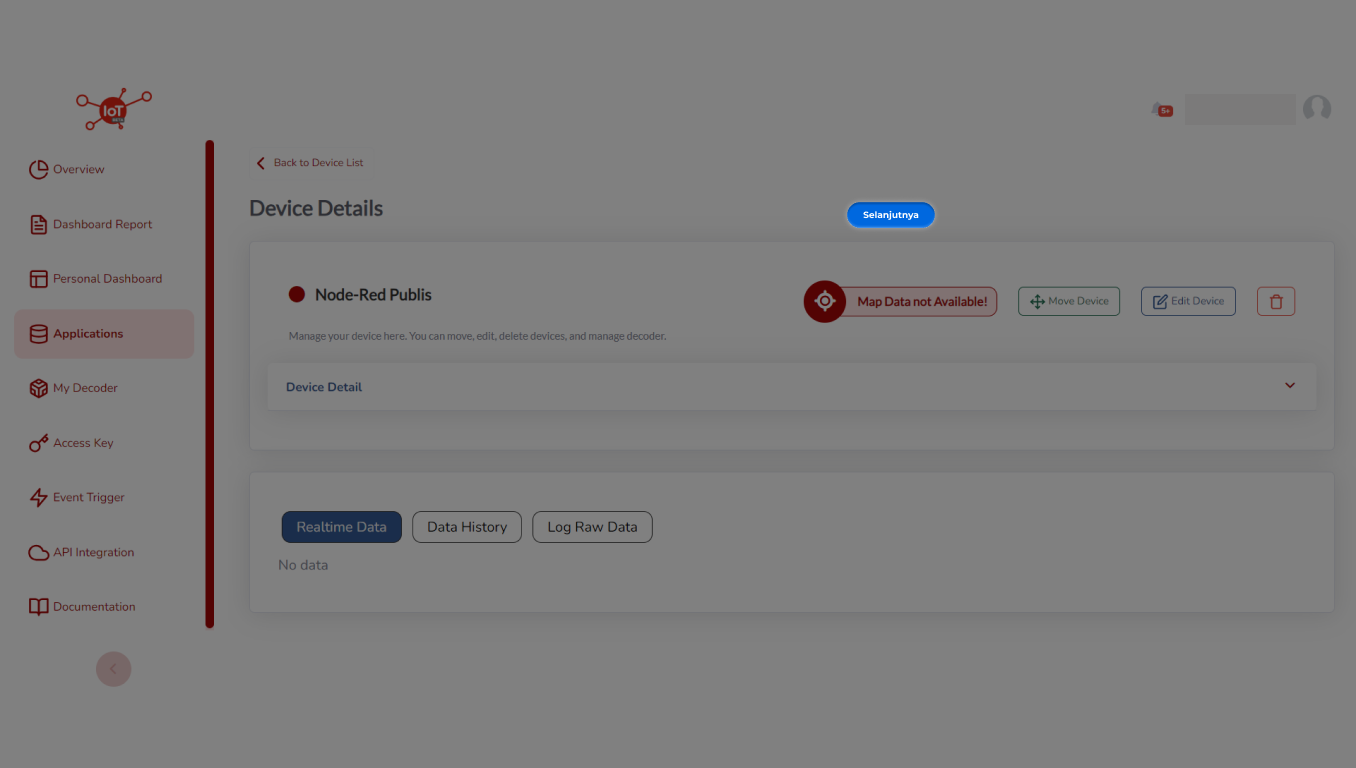 IoT
BETA
5+
Overview
Back to Device List
Device Details
Selanjutnya
Dashboard Report
Personal Dashboard
Node-Red Publis
Map Data not Available!
Move Device
Edit Device
Applications
Manage your device here. You can move, edit, delete devices, and manage decoder.
My Decoder
Device Detail
Access Key
Event Trigger
Realtime Data
Data History
Log Raw Data
API Integration
No data
Documentation